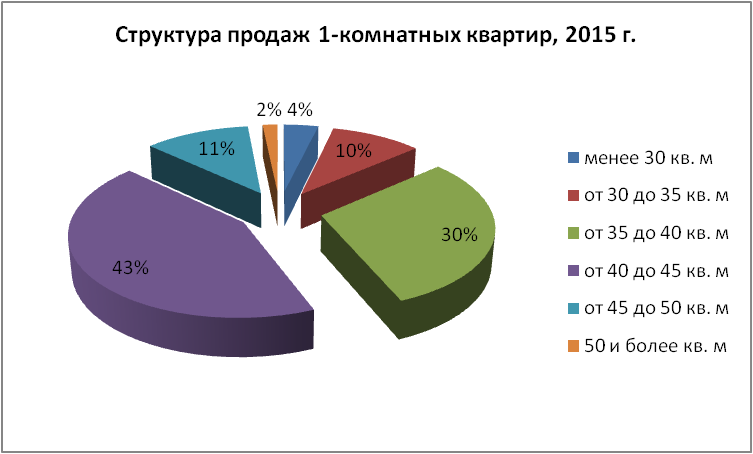 Структура продаж 1-комнатных квартир, 2015 г.
2% 4%
11%
10%
30%
43%
менее 30 кв. м
от 30 до 35 кв. м
от 35 до 40 кв. м
от 40 до 45 кв. м
от 45 до 50 кв. м
50 и более кв. м